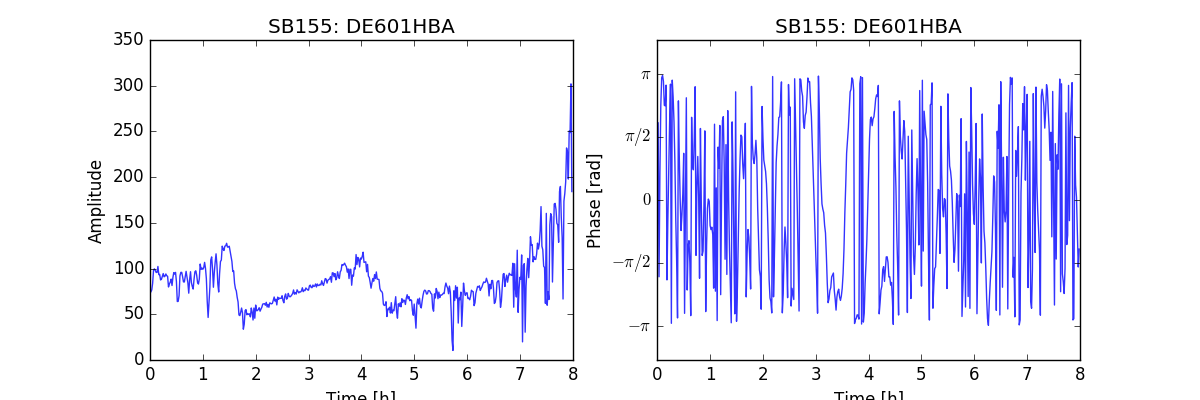 SB155: DE601HBA
350
300
250
200
150
100
50
0
Amplitude
0 1 2 3 4 5 6 7 8
Time [h]
SB155: DE601HBA
π
π/2
0
−π/2
−π
Phase [rad]
0 1 2 3 4 5 6 7 8
Time [h]